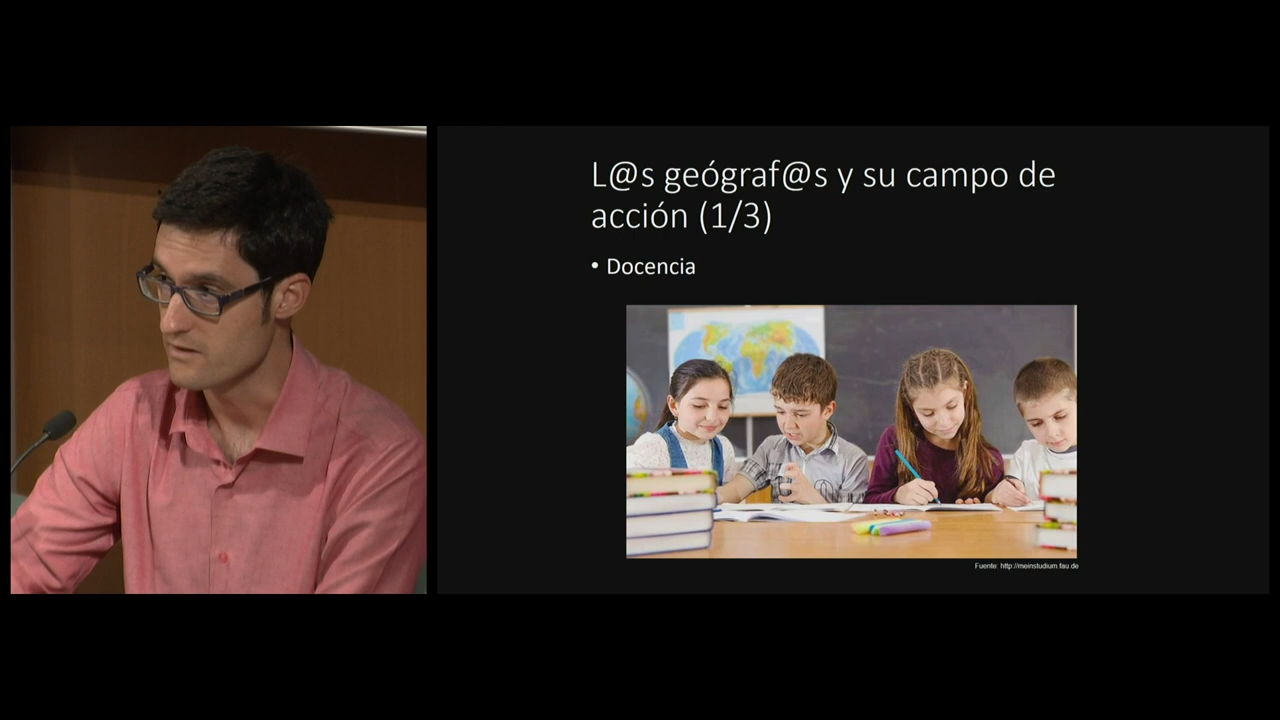 L@s geógraf@s y su campo de
acción (1/3)
• Docencia
Fuente: http://meinstudium.fau.de